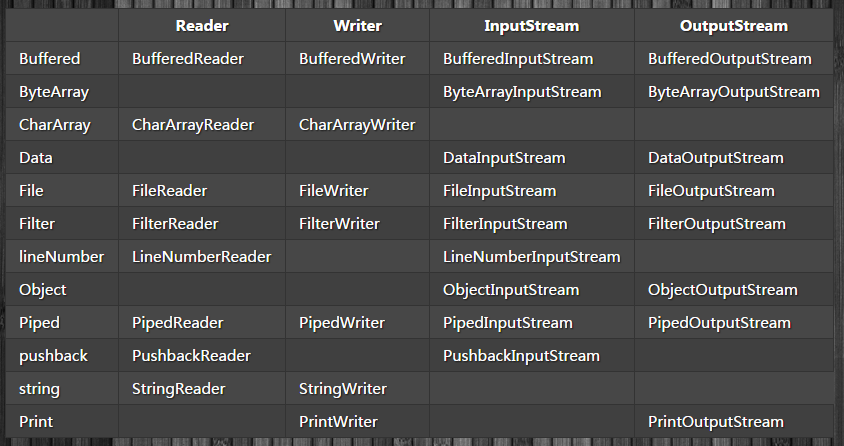 Reader Writer InputStream OutputStream
Buffered BufferedReader BufferedWriter BufferedInputStream BufferedOutputStream
ByteArray ByteArrayInputStream ByteArrayOutputStream
CharArray CharArrayReader CharArrayWriter
Data DataInputStream DataOutputStream
File FileReader FileWriter FileInputStream FileOutputStream
Filter FilterReader FilterWriter FilterInputStream FilterOutputStream
lineNumber LineNumberReader LineNumberInputStream
Object ObjectInputStream ObjectOutputStream
Piped PipedReader PipedWriter PipedInputStream PipedOutputStream
pushback PushbackReader PushbackInputStream
string StringReader StringWriter
Print PrintWriter PrintOutputStream